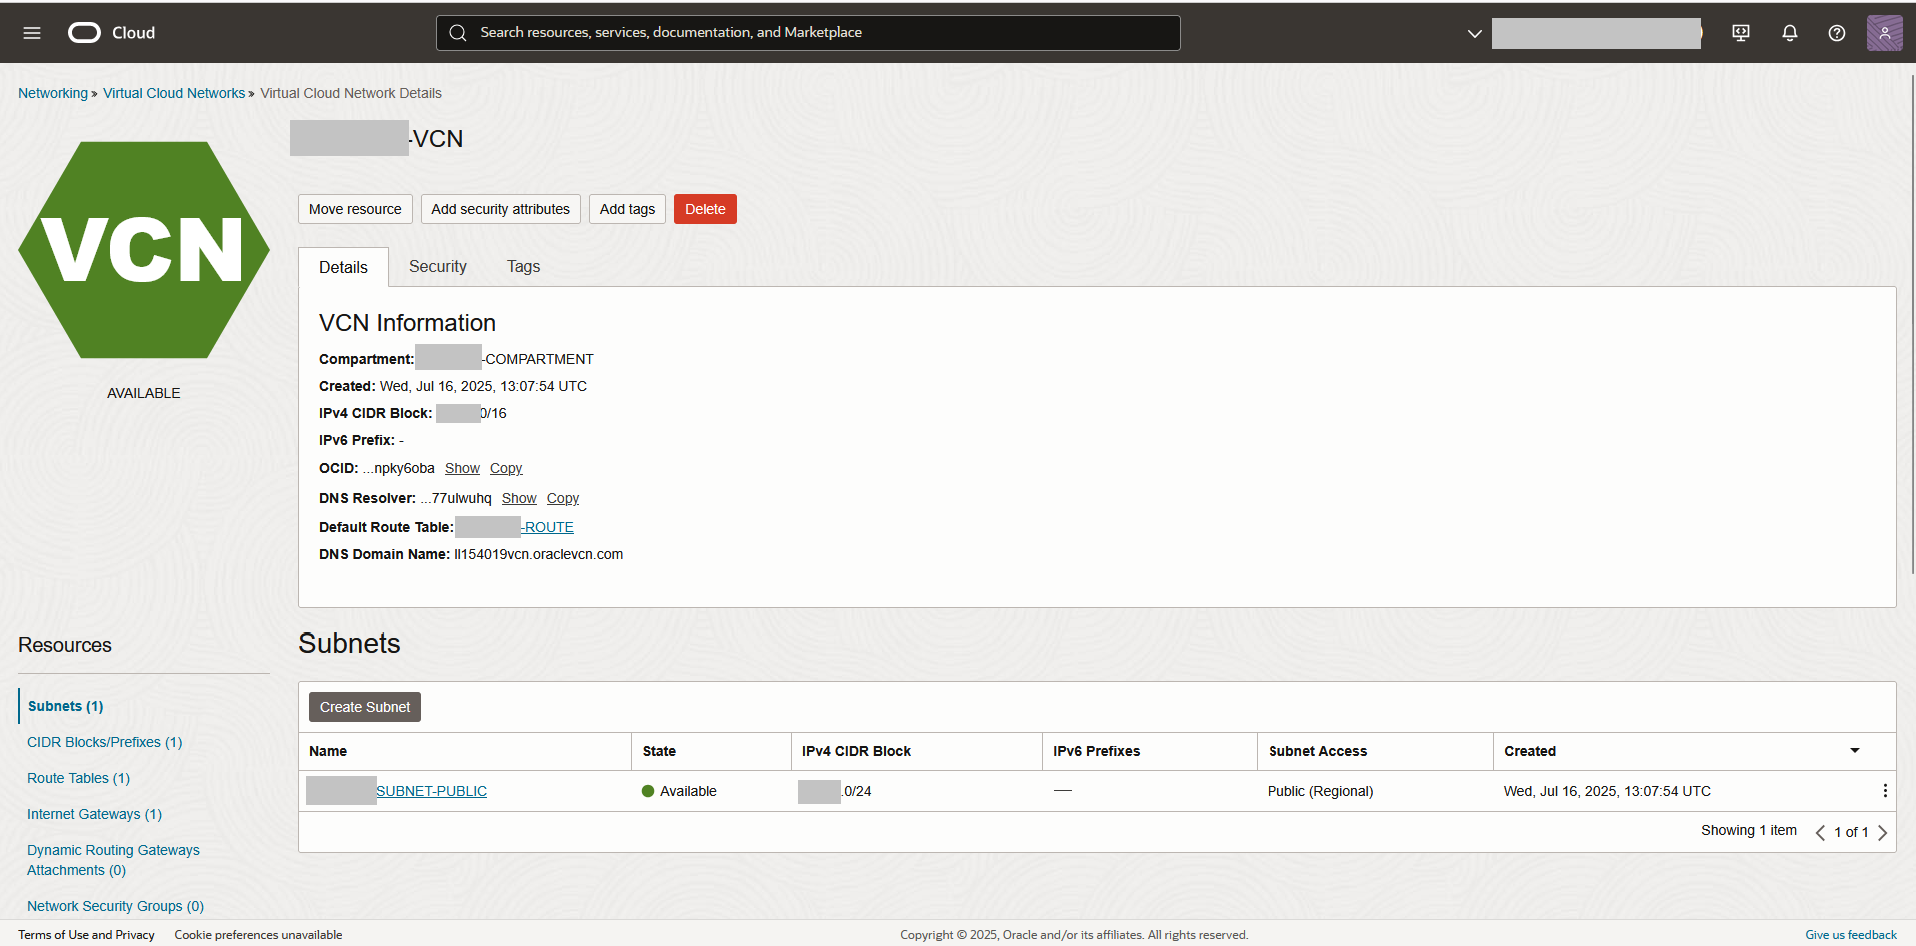 Cloud
Search resources, services, documentation, and Marketplace
Networking » Virtual Cloud Networks » Virtual Cloud Network Details
-VCN
VCN
AVAILABLE
Move resource Add security attributes Add tags Delete
Details Security Tags
VCN Information
Compartment: -COMPARTMENT
Created: Wed, Jul 16, 2025, 13:07:54 UTC
IPv4 CIDR Block: 0/16
IPv6 Prefix: -
OCID: ...npky6oba Show Copy
DNS Resolver: ...77ulwuhq Show Copy
Default Route Table: -ROUTE
DNS Domain Name: ll154019vcn.oraclevcn.com
Resources
Subnets (1)
CIDR Blocks/Prefixes (1)
Route Tables (1)
Internet Gateways (1)
Dynamic Routing Gateways
Attachments (0)
Network Security Groups (0)
Subnets
Create Subnet
Name State IPv4 CIDR Block IPv6 Prefixes Subnet Access Created
SUBNET-PUBLIC Available .0/24 — Public (Regional) Wed, Jul 16, 2025, 13:07:54 UTC
Showing 1 item 1 of 1
Terms of Use and Privacy Cookie preferences unavailable Copyright © 2025, Oracle and/or its affiliates. All rights reserved. Give us feedback